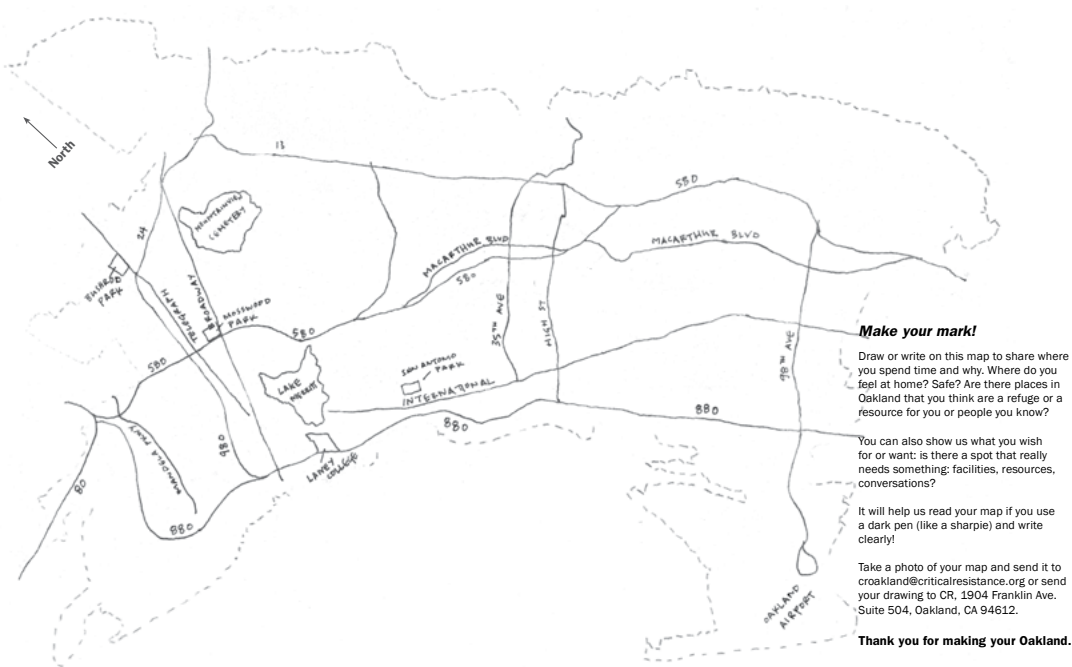 North
13
580
MOUNTAINVIEW
CEMETERY
24
MACARTHUR BLVD
MACARTHUR BLVD
580
BUSHROD
PARK
TELEGRAPH
BROADWAY
MOSSWOOD
PARK
580
580
35TH AVE
HIGH ST
98TH AVE
LAKE
MERRITT
SAN ANTONIO
PARK
INTERNATIONAL
880
880
980
LANEY
COLLEGE
MANDELA PKWY
80
880
OAKLAND
AIRPORT
Make your mark!
Draw or write on this map to share where
you spend time and why. Where do you
feel at home? Safe? Are there places in
Oakland that you think are a refuge or a
resource for you or people you know?
You can also show us what you wish
for or want: is there a spot that really
needs something: facilities, resources,
conversations?
It will help us read your map if you use
a dark pen (like a sharpie) and write
clearly!
Take a photo of your map and send it to
croakland@criticalresistance.org or send
your drawing to CR, 1904 Franklin Ave.
Suite 504, Oakland, CA 94612.
Thank you for making your Oakland.